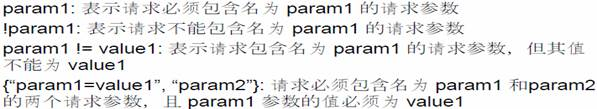 param1: 表示请求必须包含名为 param1 的请求参数
!param1: 表示请求不能包含名为 param1 的请求参数
param1 != value1: 表示请求包含名为 param1 的请求参数，但其值
不能为 value1
{“param1=value1”, “param2”}: 请求必须包含名为 param1 和param2
的两个请求参数，且 param1 参数的值必须为 value1